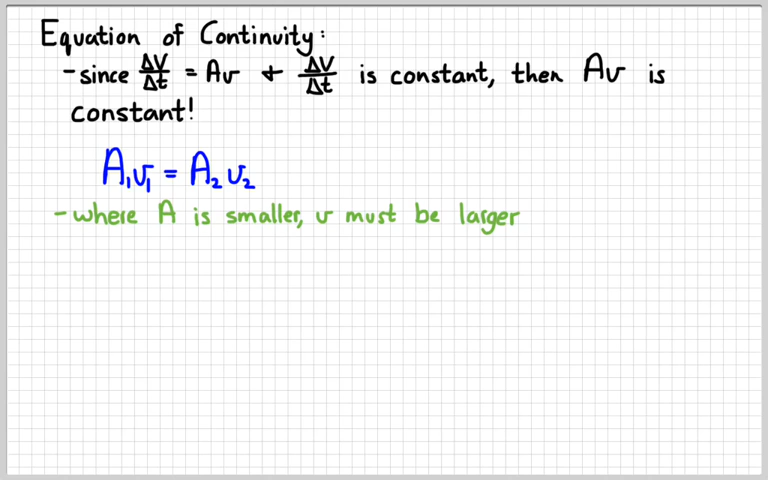 Equation of Continuity:
- since ΔV/Δt = Av + ΔV/Δt is constant, then Av is
constant!
A₁v₁ = A₂v₂
- where A is smaller, v must be larger